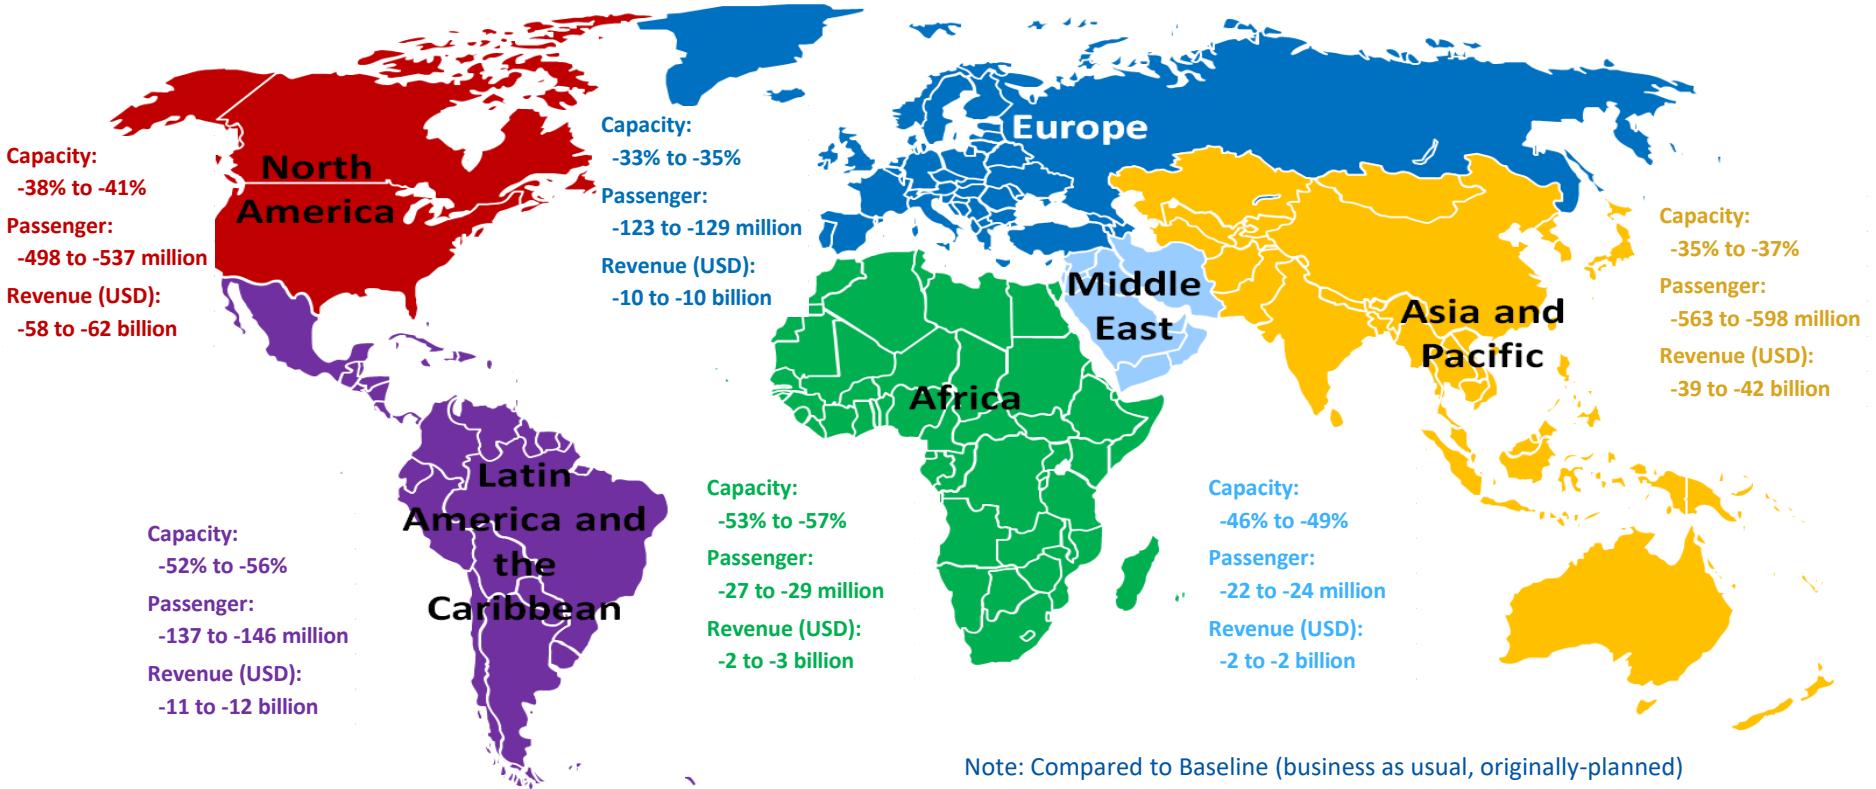 Capacity:
-38% to -41%
Passenger:
-498 to -537 million
Revenue (USD):
-58 to -62 billion
North
America
Capacity:
-33% to -35%
Passenger:
-123 to -129 million
Revenue (USD):
-10 to -10 billion
Europe
Middle
East
Asia and
Pacific
Capacity:
-35% to -37%
Passenger:
-563 to -598 million
Revenue (USD):
-39 to -42 billion
Africa
Latin
America and
the
Caribbean
Capacity:
-52% to -56%
Passenger:
-137 to -146 million
Revenue (USD):
-11 to -12 billion
Capacity:
-53% to -57%
Passenger:
-27 to -29 million
Revenue (USD):
-2 to -3 billion
Capacity:
-46% to -49%
Passenger:
-22 to -24 million
Revenue (USD):
-2 to -2 billion
Note: Compared to Baseline (business as usual, originally-planned)